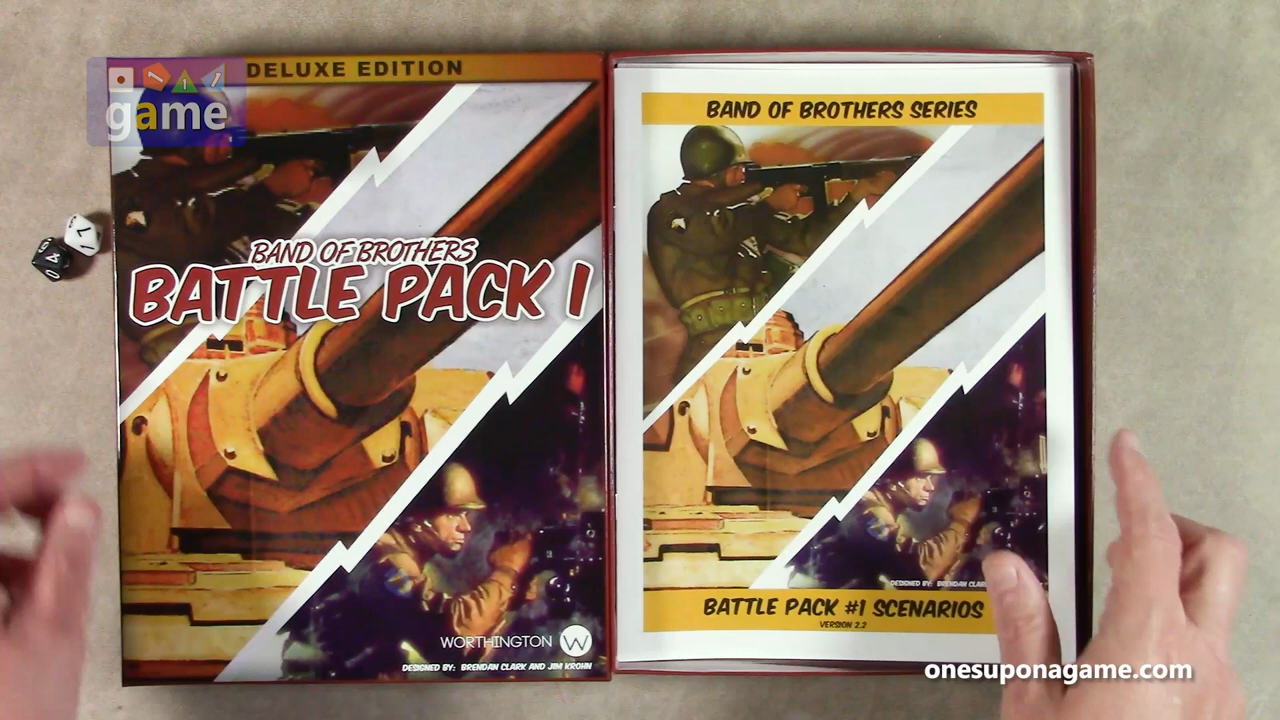 game
DELUXE EDITION
BAND OF BROTHERS
BATTLE PACK 1
WORTHINGTON W
DESIGNED BY: BRENDAN CLARK AND JIM KROHN
BAND OF BROTHERS SERIES
DESIGNED BY: BRENDAN
BATTLE PACK #1 SCENARIOS
VERSION 2.2
onesuponagame.com